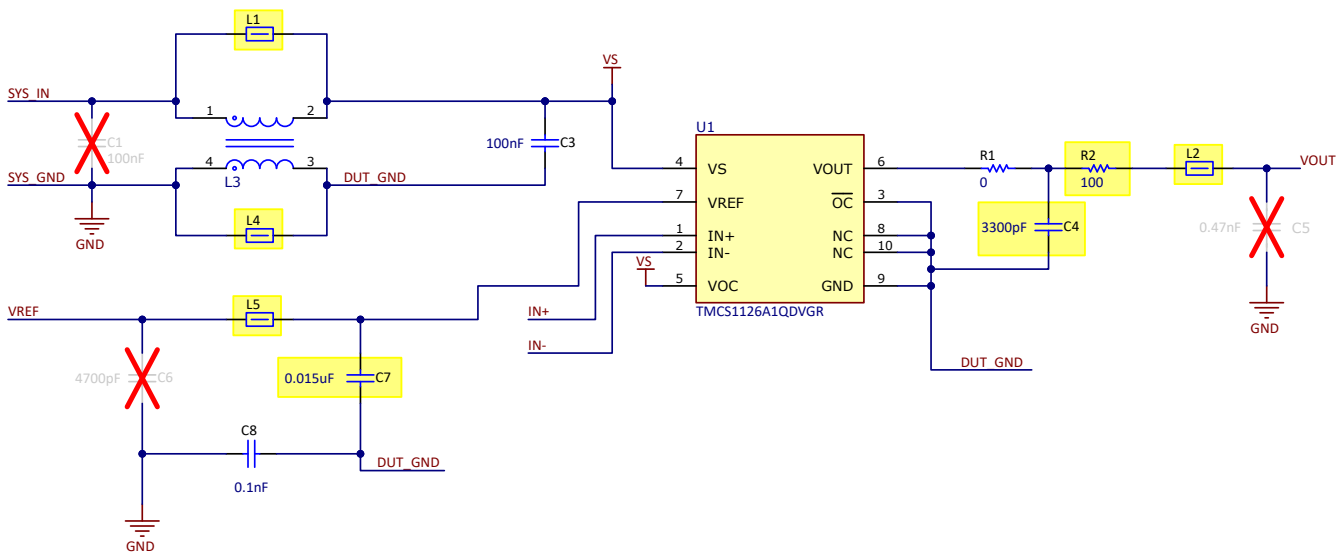 L1
VS
SYS_IN
1
2
U1
C1
100nF
100nF
C3
4
VS
VOUT
6
R1
0
R2
100
L2
VOUT
4
3
SYS_GND
L3
DUT_GND
7
VREF
OC
3
L4
1
IN+
NC
8
3300pF
C4
0.47nF
C5
2
IN-
NC
10
GND
VS
5
VOC
GND
9
VREF
L5
IN+
TMCS1126A1QDVGR
GND
IN-
DUT_GND
4700pF
C6
0.015uF
C7
C8
DUT_GND
0.1nF
GND